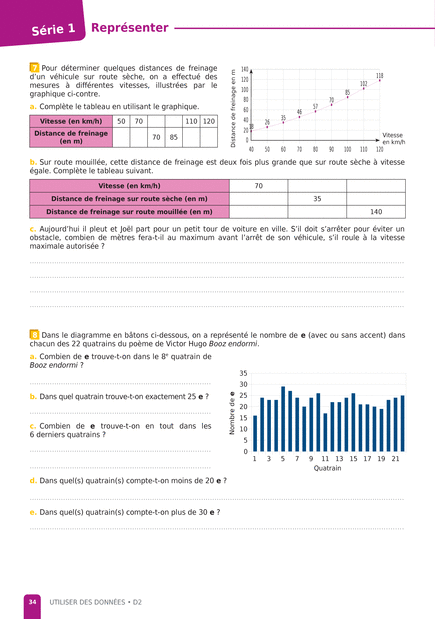 Série 1
Représenter
7 Pour déterminer quelques distances de freinage
d'un véhicule sur route sèche, on a effectué des
mesures à différentes vitesses, illustrées par le
graphique ci-contre.
a. Complète le tableau en utilisant le graphique.
Vitesse (en km/h) 50 70 110 120
Distance de freinage
(en m) 70 85
Distance de freinage en m
140
120
100
80
60
40
20
0
18 26 35 46 57 70 85 102 118
40 50 60 70 80 90 100 110 120
Vitesse
en km/h
b. Sur route mouillée, cette distance de freinage est deux fois plus grande que sur route sèche à vitesse
égale. Complète le tableau suivant.
Vitesse (en km/h) 70
Distance de freinage sur route sèche (en m) 35
Distance de freinage sur route mouillée (en m) 140
c. Aujourd'hui il pleut et Joël part pour un petit tour de voiture en ville. S'il doit s'arrêter pour éviter un
obstacle, combien de mètres fera-t-il au maximum avant l'arrêt de son véhicule, s'il roule à la vitesse
maximale autorisée ?
8 Dans le diagramme en bâtons ci-dessous, on a représenté le nombre de e (avec ou sans accent) dans
chacun des 22 quatrains du poème de Victor Hugo Booz endormi.
a. Combien de e trouve-t-on dans le 8e quatrain de
Booz endormi ?
b. Dans quel quatrain trouve-t-on exactement 25 e ?
c. Combien de e trouve-t-on en tout dans les
6 derniers quatrains ?
Nombre de e
35
30
25
20
15
10
5
0
1 3 5 7 9 11 13 15 17 19 21
Quatrain
d. Dans quel(s) quatrain(s) compte-t-on moins de 20 e ?
e. Dans quel(s) quatrain(s) compte-t-on plus de 30 e ?
34 UTILISER DES DONNÉES • D2